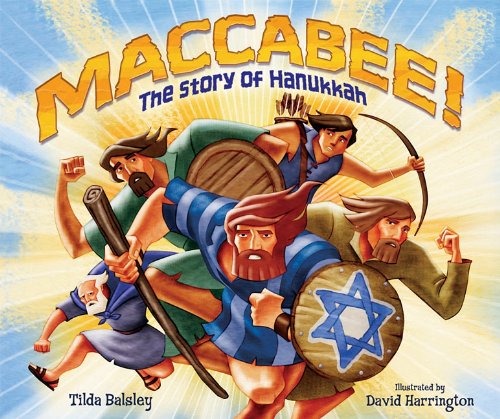 MACCABEE!
The Story of Hanukkah
Tilda Balsley
Illustrated by
David Harrington